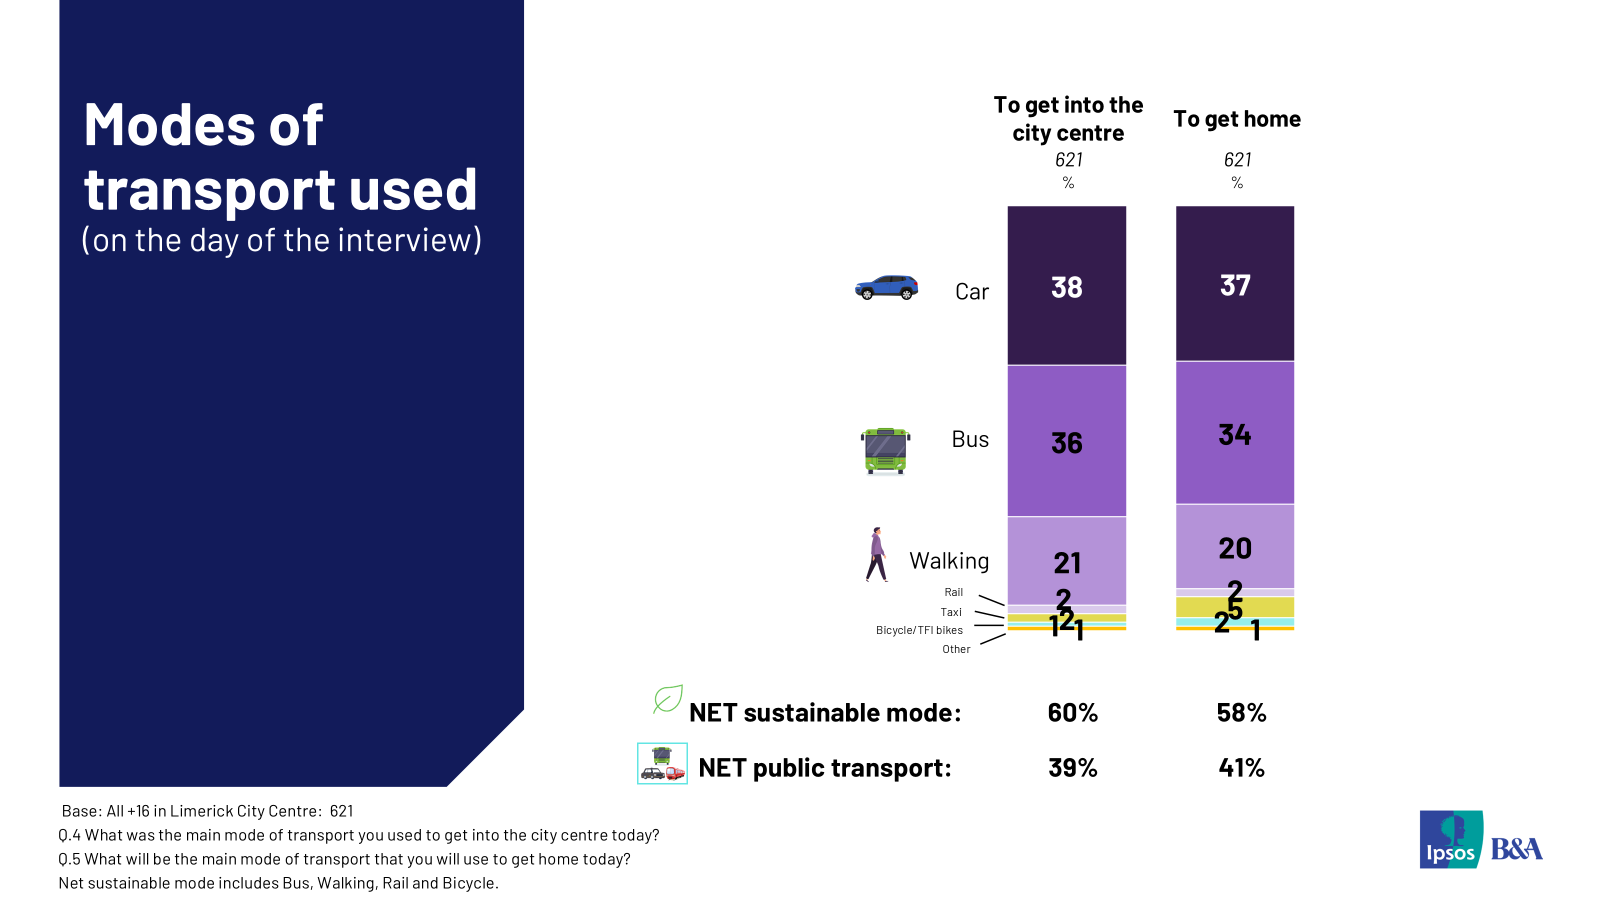 Modes of
transport used
(on the day of the interview)
To get into the
city centre
621
%
To get home
621
%
Car
38
37
Bus
36
34
Walking
21
20
Rail
2
2
Taxi
2
5
Bicycle/TFI bikes
1
2
Other
1
1
NET sustainable mode:
60%
58%
NET public transport:
39%
41%
Base: All +16 in Limerick City Centre: 621
Q.4 What was the main mode of transport you used to get into the city centre today?
Q.5 What will be the main mode of transport that you will use to get home today?
Net sustainable mode includes Bus, Walking, Rail and Bicycle.
Ipsos
B&A